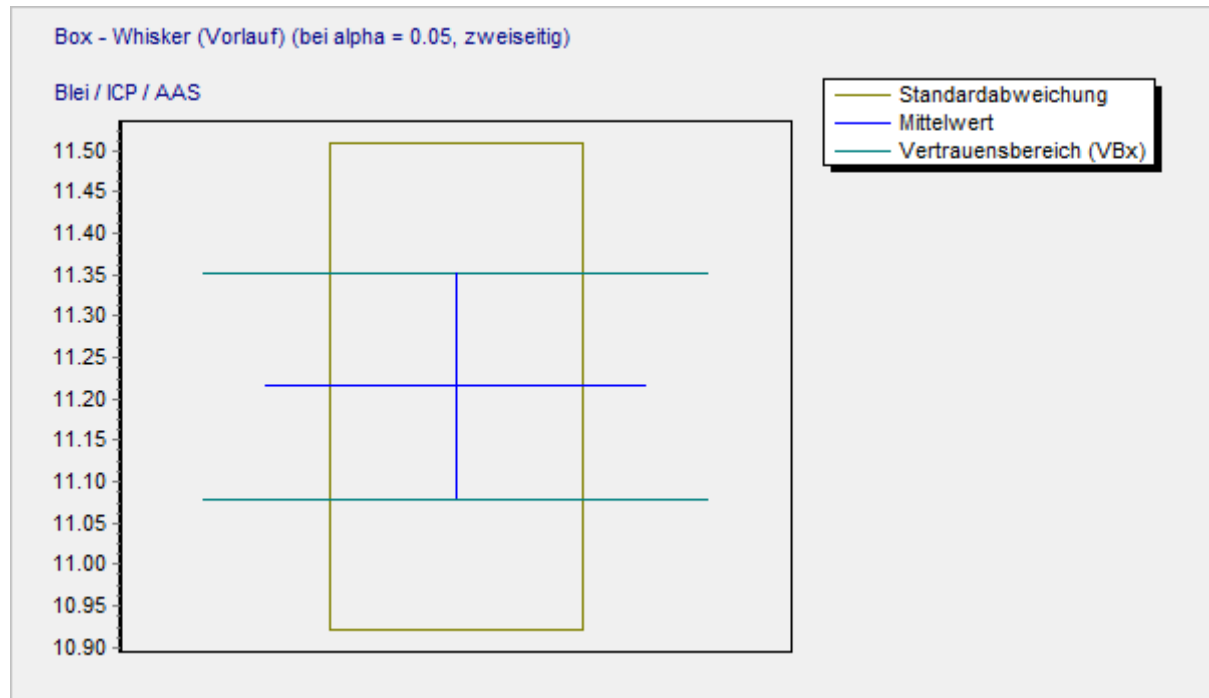 Box - Whisker (Vorlauf) (bei alpha = 0.05, zweiseitig)
Blei / ICP / AAS
Standardabweichung
Mittelwert
Vertrauensbereich (VBx)
11.50
11.45
11.40
11.35
11.30
11.25
11.20
11.15
11.10
11.05
11.00
10.95
10.90